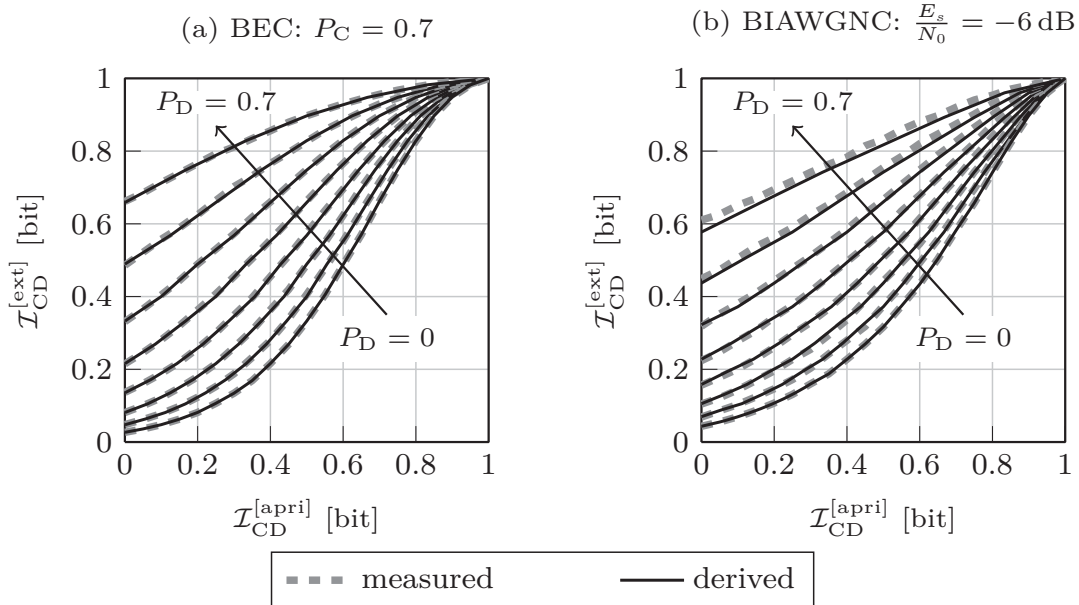 (a) BEC: P_C = 0.7
1
0.8
0.6
0.4
0.2
0
0 0.2 0.4 0.6 0.8 1
P_D = 0.7
P_D = 0
I_CD^[ext] [bit]
I_CD^[apri] [bit]
(b) BIAWGNC: E_s/N_0 = −6 dB
1
0.8
0.6
0.4
0.2
0
0 0.2 0.4 0.6 0.8 1
P_D = 0.7
P_D = 0
I_CD^[ext] [bit]
I_CD^[apri] [bit]
measured derived